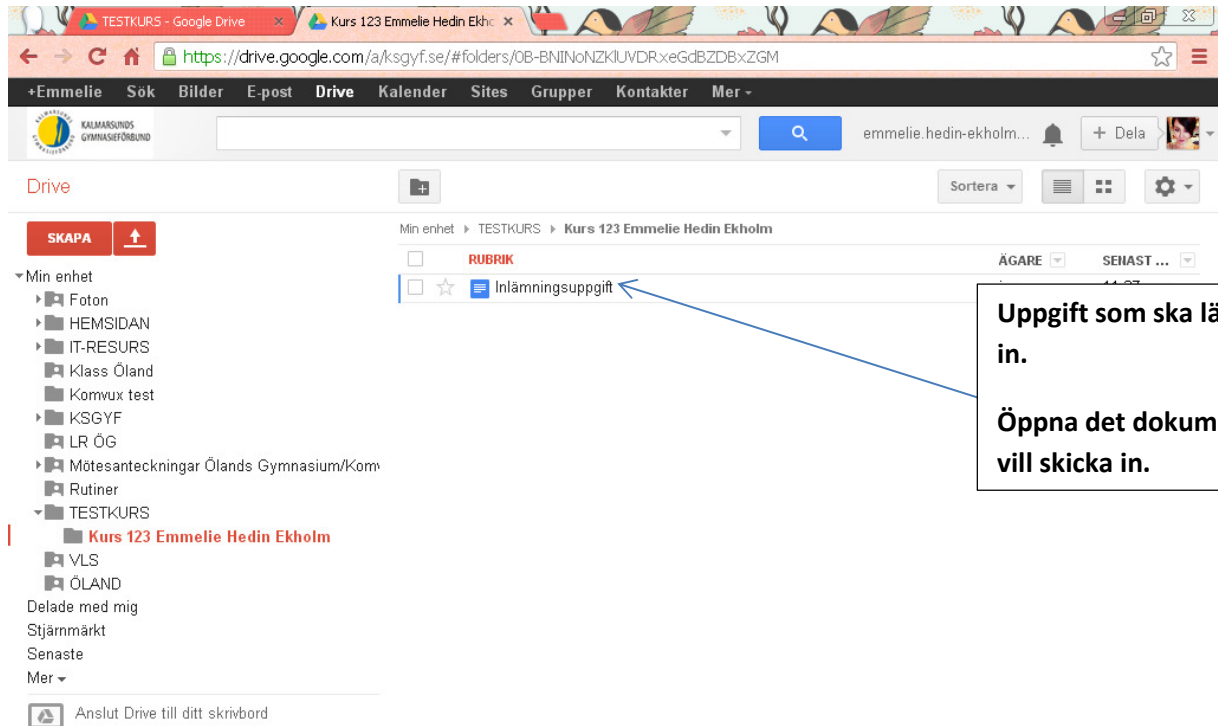 TESTKURS - Google Drive
Kurs 123 Emmelie Hedin Ekho
https://drive.google.com/a/ksgyf.se/#folders/0B-BNINoNZKlUVDRxeGdBZDBxZGM
+Emmelie Sök Bilder E-post Drive Kalender Sites Grupper Kontakter Mer
KALMARSUNDS
GYMNASIEFÖRBUND
emmelie.hedin-ekholm... + Dela
Drive
Sortera
SKAPA
Min enhet TESTKURS Kurs 123 Emmelie Hedin Ekholm
RUBRIK ÄGARE SENAST ...
Inlämningsuppgift
Min enhet
Foton
HEMSIDAN
IT-RESURS
Klass Öland
Komvux test
KSGYF
LR ÖG
Mötesanteckningar Ölands Gymnasium/Komv
Rutiner
TESTKURS
Kurs 123 Emmelie Hedin Ekholm
VLS
ÖLAND
Delade med mig
Stjärnmärkt
Senaste
Mer
Anslut Drive till ditt skrivbord
Uppgift som ska lä
in.
Öppna det dokum
vill skicka in.